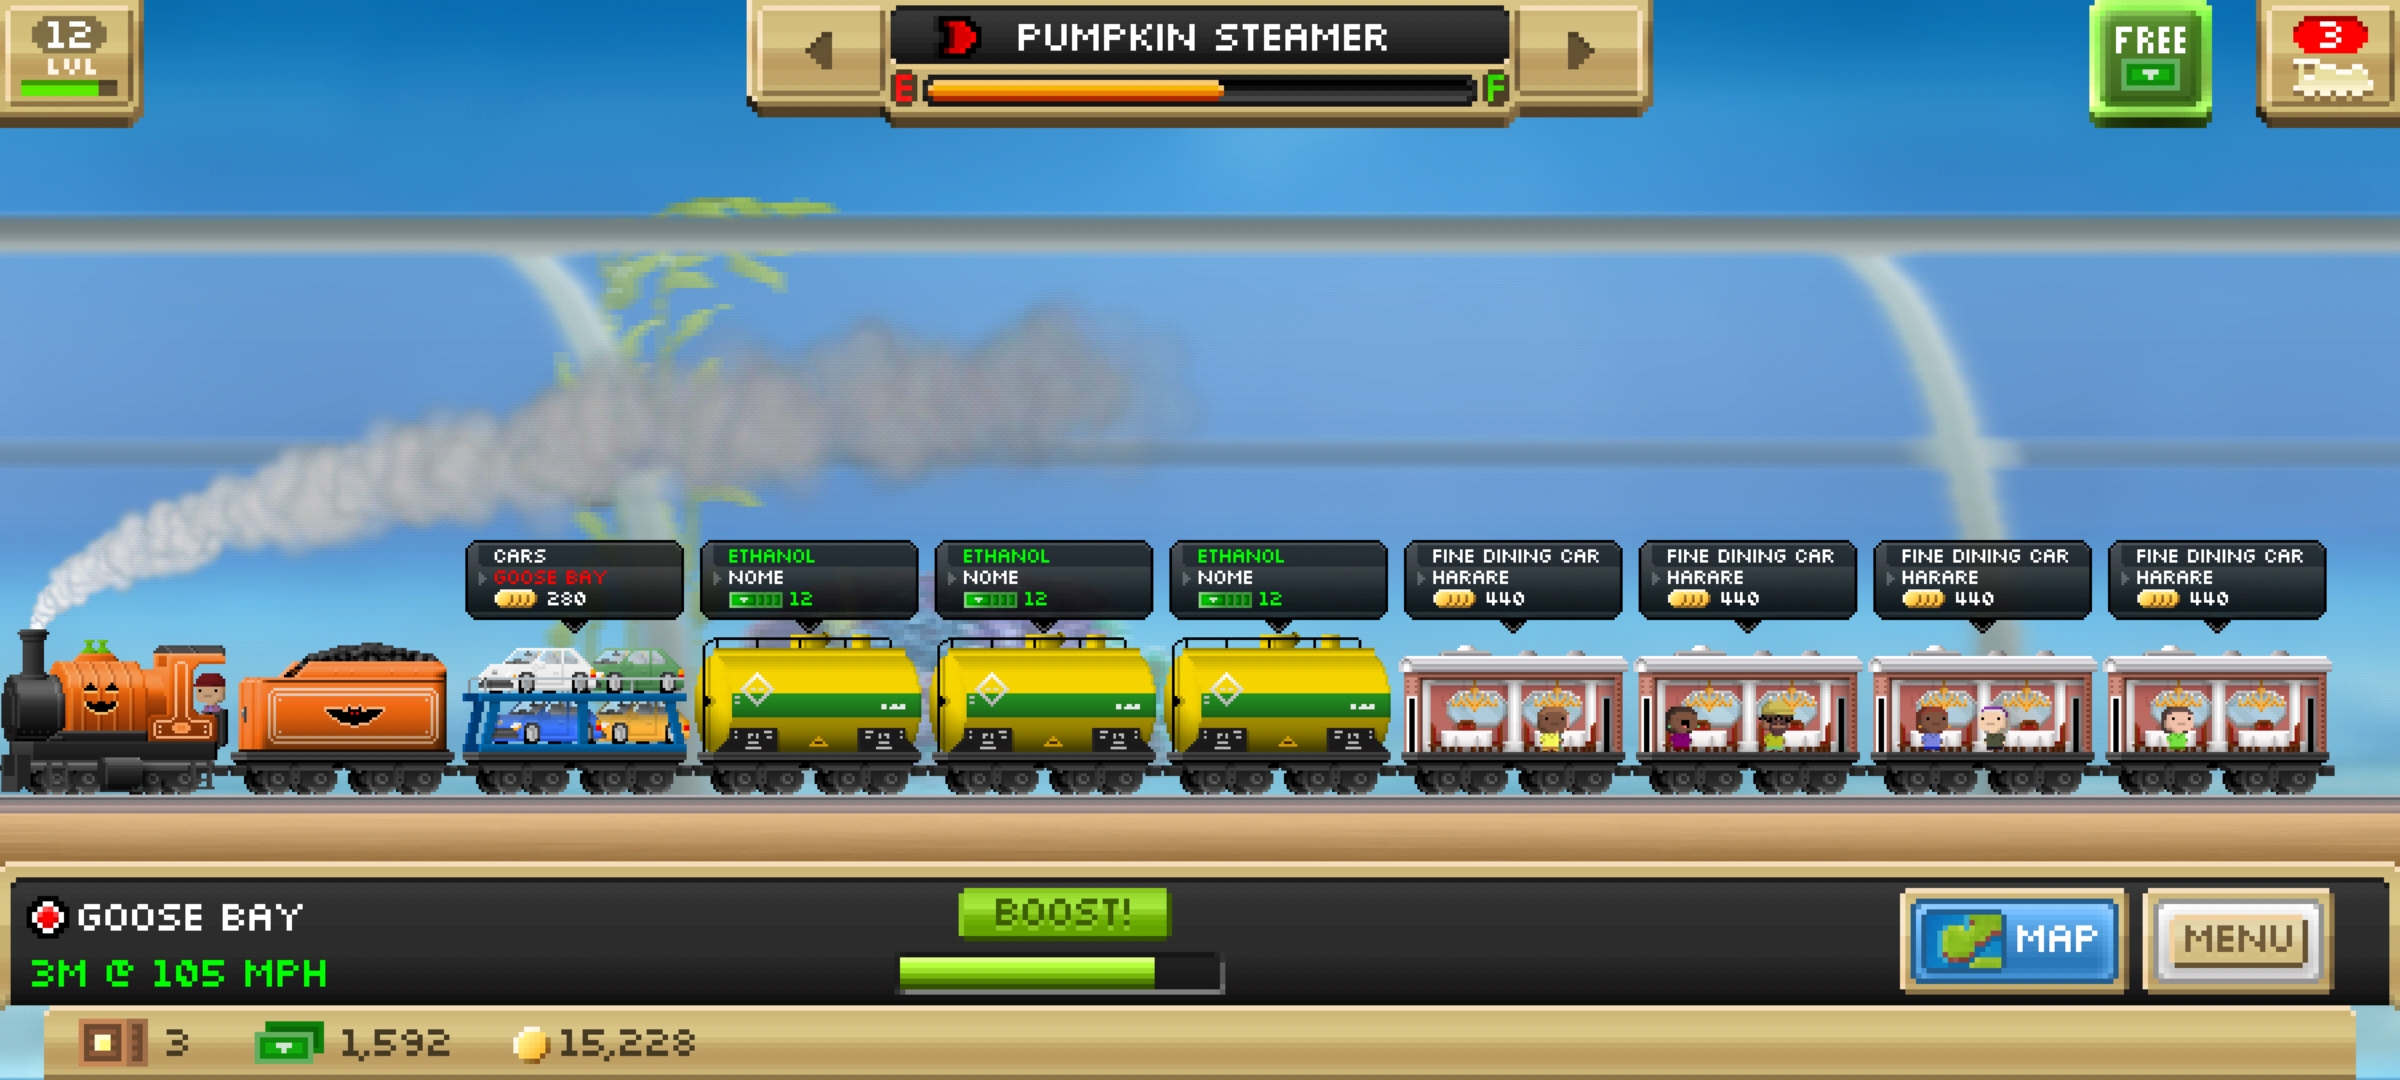 12
LVL
PUMPKIN STEAMER
E F
FREE
3
CARS
GOOSE BAY
280
ETHANOL
NOME
12
ETHANOL
NOME
12
ETHANOL
NOME
12
FINE DINING CAR
HARARE
440
FINE DINING CAR
HARARE
440
FINE DINING CAR
HARARE
440
FINE DINING CAR
HARARE
440
GOOSE BAY
3M @ 105 MPH
BOOST!
MAP
MENU
3
1,592
15,228